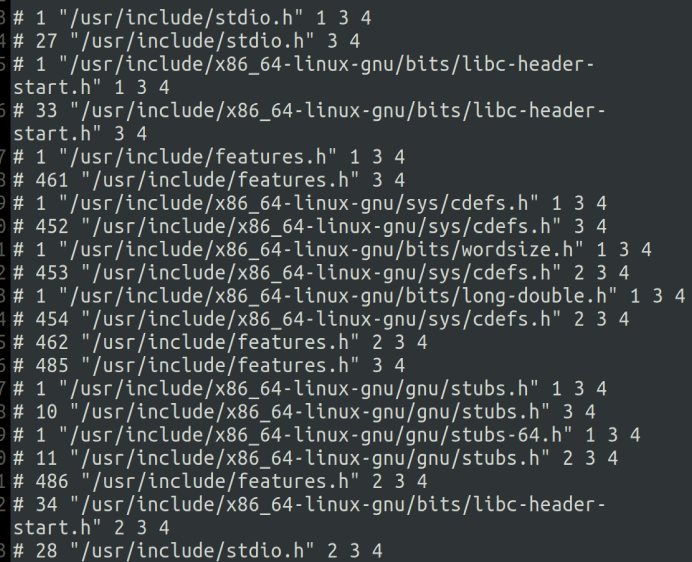 # 1 "/usr/include/stdio.h" 1 3 4
# 27 "/usr/include/stdio.h" 3 4
# 1 "/usr/include/x86_64-linux-gnu/bits/libc-header-
start.h" 1 3 4
# 33 "/usr/include/x86_64-linux-gnu/bits/libc-header-
start.h" 3 4
# 1 "/usr/include/features.h" 1 3 4
# 461 "/usr/include/features.h" 3 4
# 1 "/usr/include/x86_64-linux-gnu/sys/cdefs.h" 1 3 4
# 452 "/usr/include/x86_64-linux-gnu/sys/cdefs.h" 3 4
# 1 "/usr/include/x86_64-linux-gnu/bits/wordsize.h" 1 3 4
# 453 "/usr/include/x86_64-linux-gnu/sys/cdefs.h" 2 3 4
# 1 "/usr/include/x86_64-linux-gnu/bits/long-double.h" 1 3 4
# 454 "/usr/include/x86_64-linux-gnu/sys/cdefs.h" 2 3 4
# 462 "/usr/include/features.h" 2 3 4
# 485 "/usr/include/features.h" 3 4
# 1 "/usr/include/x86_64-linux-gnu/gnu/stubs.h" 1 3 4
# 10 "/usr/include/x86_64-linux-gnu/gnu/stubs.h" 3 4
# 1 "/usr/include/x86_64-linux-gnu/gnu/stubs-64.h" 1 3 4
# 11 "/usr/include/x86_64-linux-gnu/gnu/stubs.h" 2 3 4
# 486 "/usr/include/features.h" 2 3 4
# 34 "/usr/include/x86_64-linux-gnu/bits/libc-header-
start.h" 2 3 4
# 28 "/usr/include/stdio.h" 2 3 4